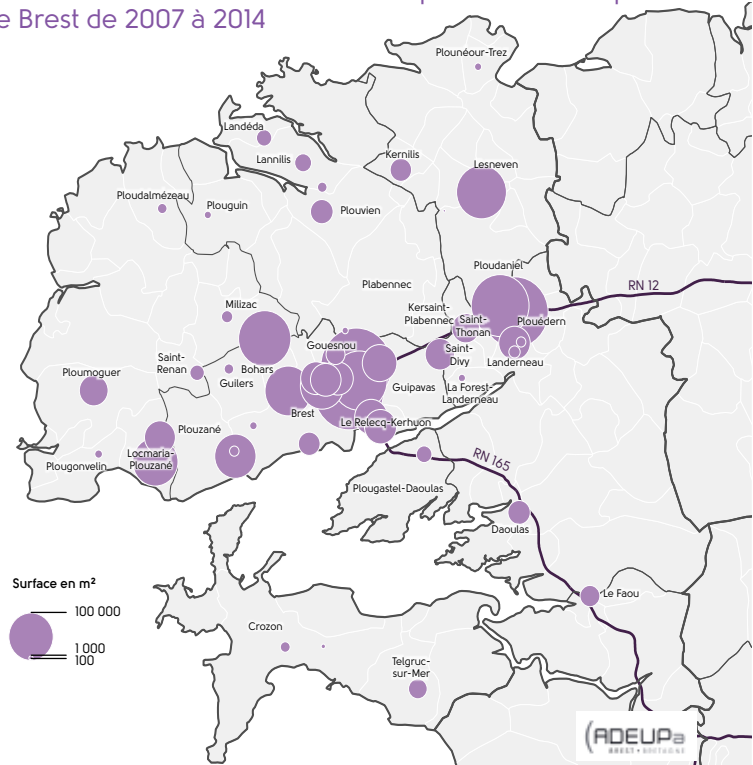 e Brest de 2007 à 2014
Plounéour-Trez
Landéda
Lannilis
Kernilis
Lesneven
Ploudalmézeau
Plouguin
Plouvien
Ploudaniel
Plabennec
RN 12
Milizac
Kersaint-
Plabennec
Saint-
Thonan
Plouédern
Gouesnou
Saint-
Divy
Landerneau
Saint-
Renan
Bohars
Guilers
Ploumoguer
Guipavas
La Forest-
Landerneau
Brest
Le Relecq-Kerhuon
Plouzané
Locmaria-
Plouzané
Plougonvelin
RN 165
Plougastel-Daoulas
Daoulas
Surface en m²
100 000
1 000
100
Le Faou
Crozon
Telgruc-
sur-Mer
ADEUPa
BREST • BRETAGNE